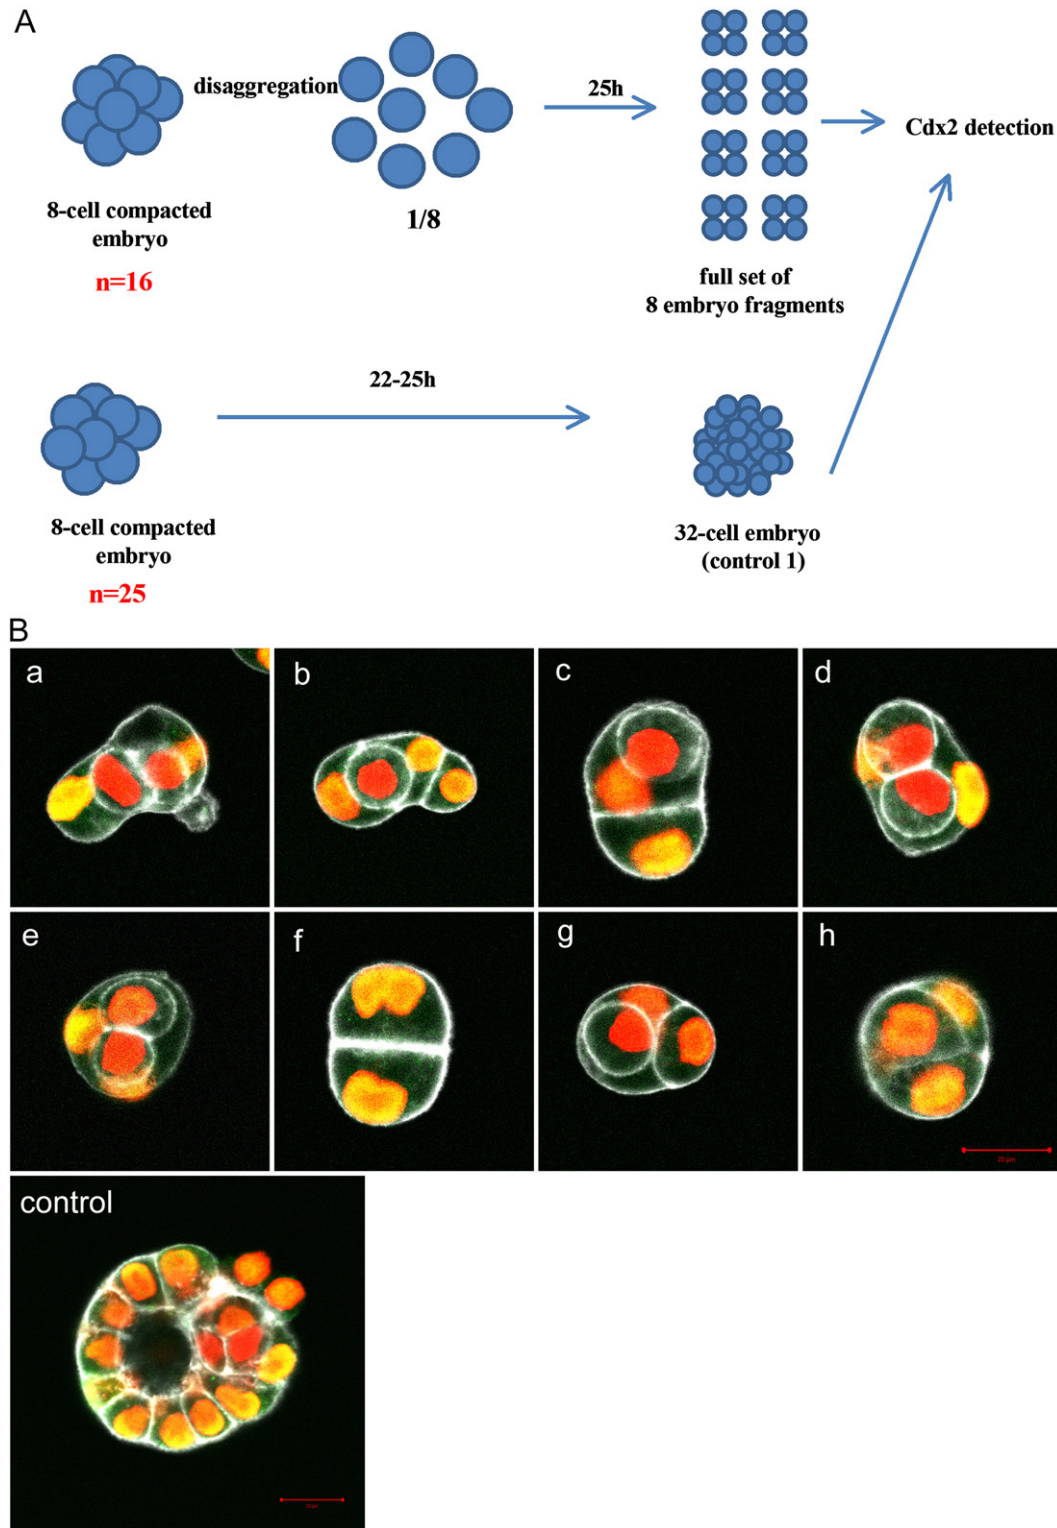 A
disaggregation
25h
Cdx2 detection
8-cell compacted
embryo
n=16
1/8
full set of
8 embryo fragments
22-25h
8-cell compacted
embryo
n=25
32-cell embryo
(control 1)
B
a
b
c
d
e
f
g
h
control